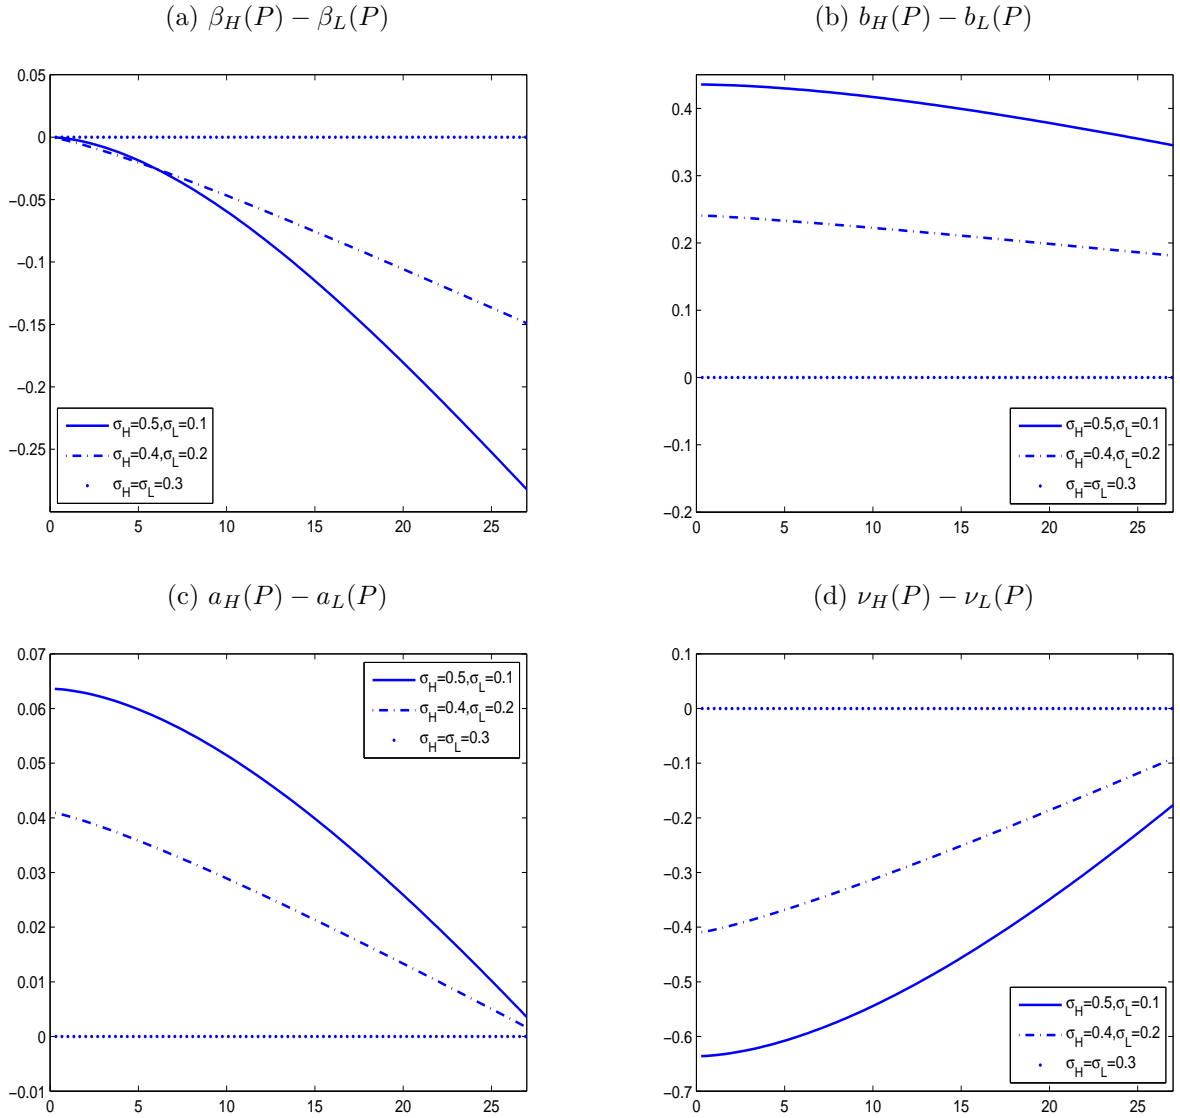 (a) β_H(P) − β_L(P)
0.05
0
−0.05
−0.1
−0.15
−0.2
−0.25
0 5 10 15 20 25
σ_H=0.5,σ_L=0.1
σ_H=0.4,σ_L=0.2
σ_H=σ_L=0.3
(b) b_H(P) − b_L(P)
0.4
0.3
0.2
0.1
0
−0.1
−0.2
0 5 10 15 20 25
σ_H=0.5,σ_L=0.1
σ_H=0.4,σ_L=0.2
σ_H=σ_L=0.3
(c) a_H(P) − a_L(P)
0.07
0.06
0.05
0.04
0.03
0.02
0.01
0
−0.01
0 5 10 15 20 25
σ_H=0.5,σ_L=0.1
σ_H=0.4,σ_L=0.2
σ_H=σ_L=0.3
(d) ν_H(P) − ν_L(P)
0.1
0
−0.1
−0.2
−0.3
−0.4
−0.5
−0.6
−0.7
0 5 10 15 20 25
σ_H=0.5,σ_L=0.1
σ_H=0.4,σ_L=0.2
σ_H=σ_L=0.3